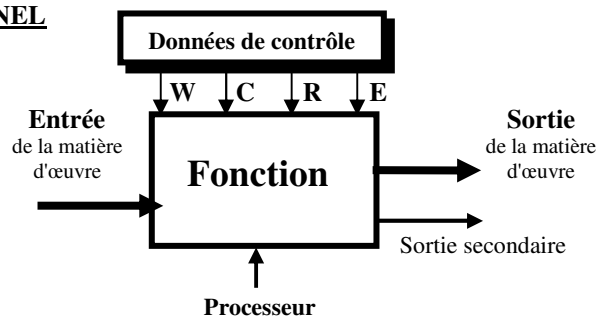 NEL
Données de contrôle
W C R E
Entrée
de la matière
d'œuvre
Fonction
Sortie
de la matière
d'œuvre
Sortie secondaire
Processeur